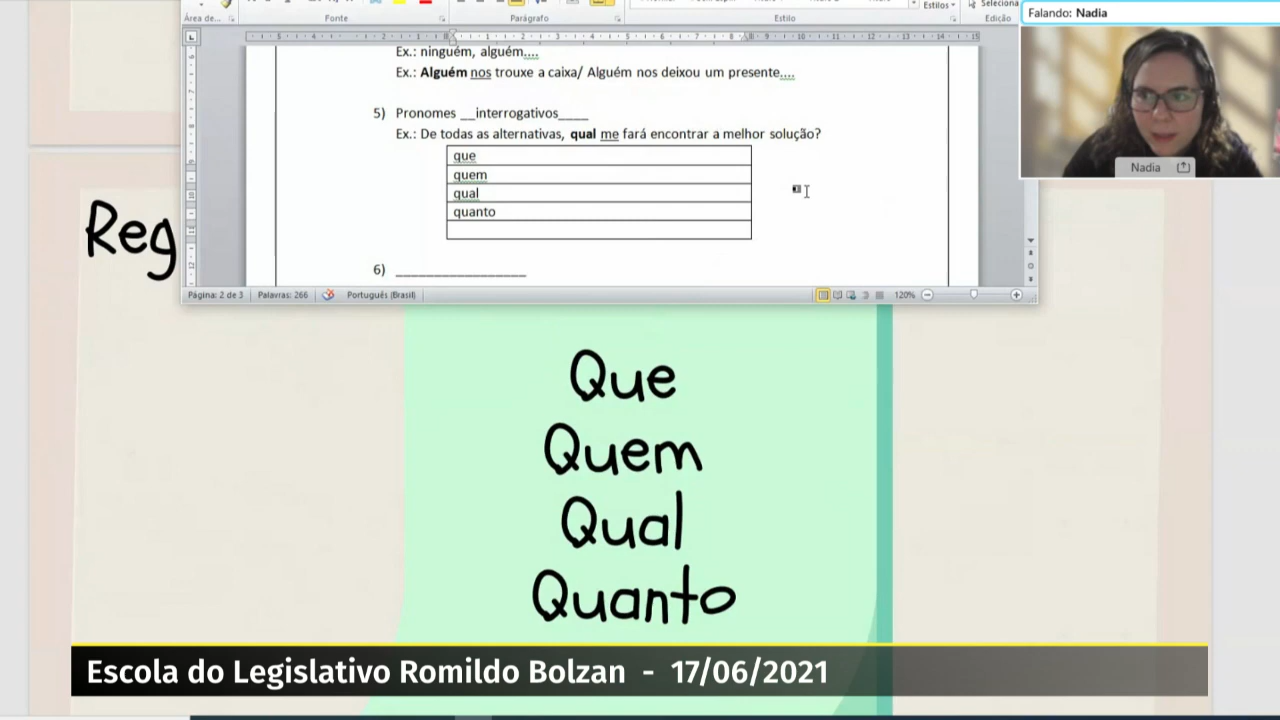 Área de...
Fonte
Parágrafo
Estilo
Estilos
Edição
Seleciona
Falando: Nadia
Ex.: ninguém, alguém....
Ex.: Alguém nos trouxe a caixa/ Alguém nos deixou um presente....
5) Pronomes __interrogativos____
Ex.: De todas as alternativas, qual me fará encontrar a melhor solução?
que
quem
qual
quanto
6) __________________
Nadia
Página: 2 de 3
Palavras: 266
Português (Brasil)
120%
Reg
Que
Quem
Qual
Quanto
Escola do Legislativo Romildo Bolzan - 17/06/2021